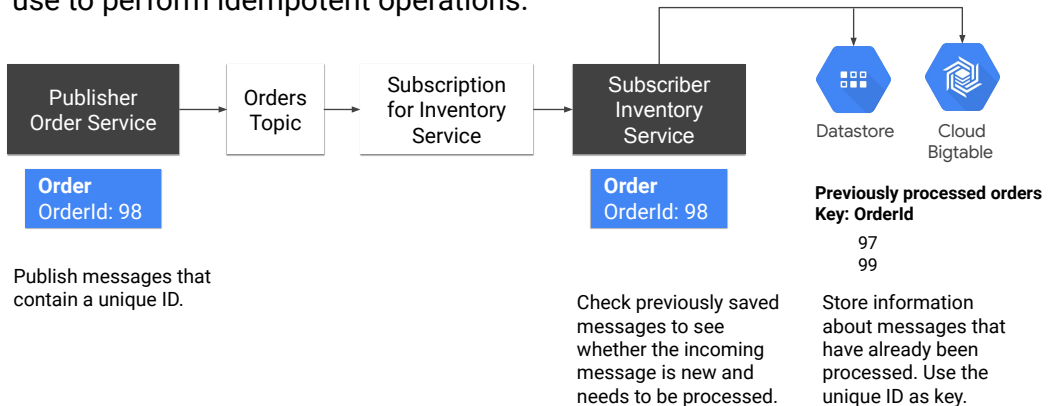 use to perform idempotent operations.
Publisher
Order Service
Orders
Topic
Subscription
for Inventory
Service
Subscriber
Inventory
Service
Datastore
Cloud
Bigtable
Order
OrderId: 98
Order
OrderId: 98
Previously processed orders
Key: OrderId
97
99
Publish messages that
contain a unique ID.
Check previously saved
messages to see
whether the incoming
message is new and
needs to be processed.
Store information
about messages that
have already been
processed. Use the
unique ID as key.